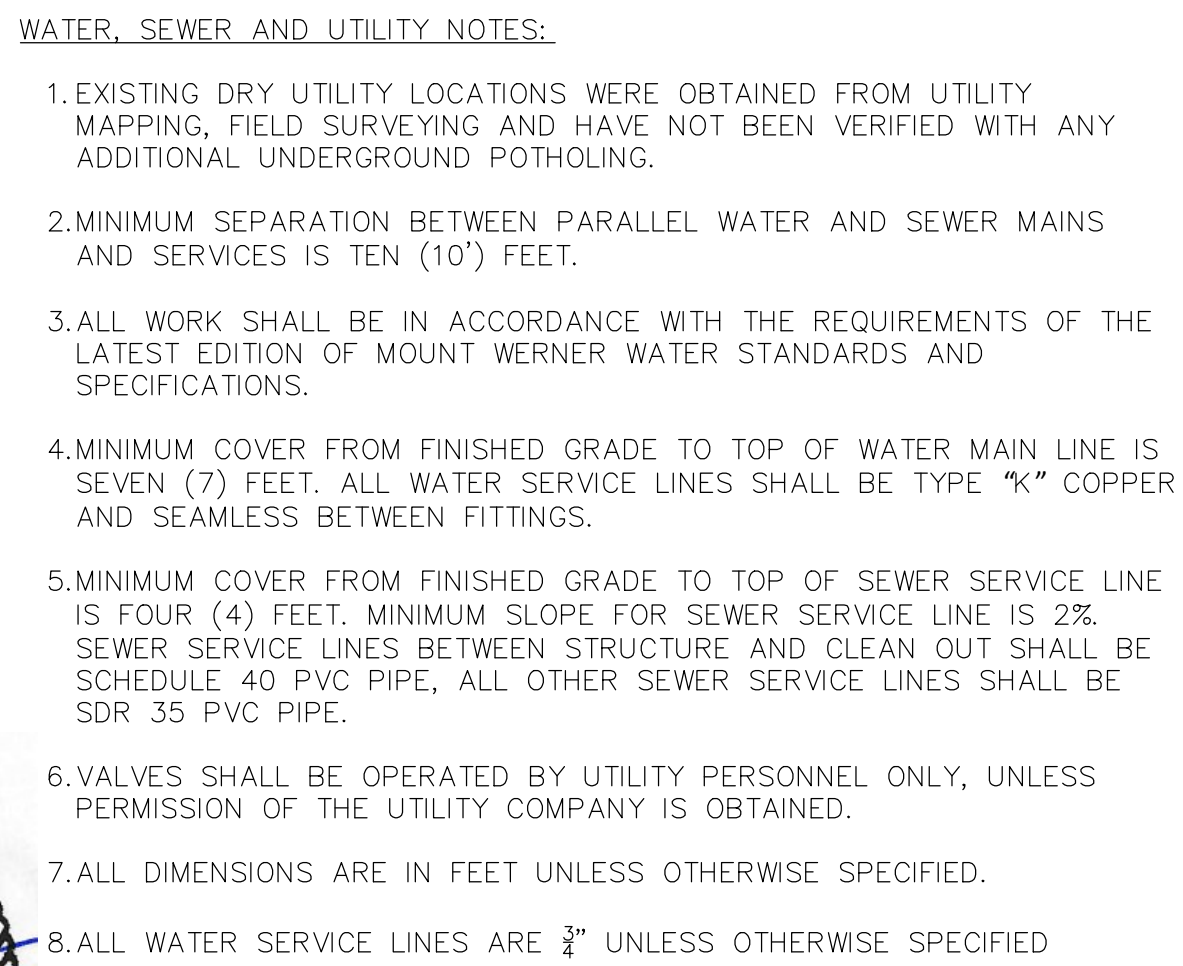 WATER, SEWER AND UTILITY NOTES:
1. EXISTING DRY UTILITY LOCATIONS WERE OBTAINED FROM UTILITY
MAPPING, FIELD SURVEYING AND HAVE NOT BEEN VERIFIED WITH ANY
ADDITIONAL UNDERGROUND POTHOLING.
2. MINIMUM SEPARATION BETWEEN PARALLEL WATER AND SEWER MAINS
AND SERVICES IS TEN (10') FEET.
3. ALL WORK SHALL BE IN ACCORDANCE WITH THE REQUIREMENTS OF THE
LATEST EDITION OF MOUNT WERNER WATER STANDARDS AND
SPECIFICATIONS.
4. MINIMUM COVER FROM FINISHED GRADE TO TOP OF WATER MAIN LINE IS
SEVEN (7) FEET. ALL WATER SERVICE LINES SHALL BE TYPE “K” COPPER
AND SEAMLESS BETWEEN FITTINGS.
5. MINIMUM COVER FROM FINISHED GRADE TO TOP OF SEWER SERVICE LINE
IS FOUR (4) FEET. MINIMUM SLOPE FOR SEWER SERVICE LINE IS 2%.
SEWER SERVICE LINES BETWEEN STRUCTURE AND CLEAN OUT SHALL BE
SCHEDULE 40 PVC PIPE, ALL OTHER SEWER SERVICE LINES SHALL BE
SDR 35 PVC PIPE.
6. VALVES SHALL BE OPERATED BY UTILITY PERSONNEL ONLY, UNLESS
PERMISSION OF THE UTILITY COMPANY IS OBTAINED.
7. ALL DIMENSIONS ARE IN FEET UNLESS OTHERWISE SPECIFIED.
8. ALL WATER SERVICE LINES ARE ¾” UNLESS OTHERWISE SPECIFIED